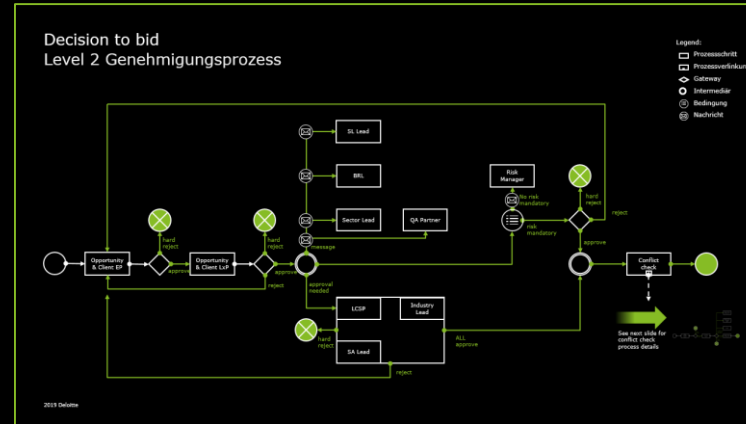 Decision to bid
Level 2 Genehmigungsprozess
Legend:
Prozessschritt
Prozessverlinkun
Gateway
Intermediär
Bedingung
Nachricht
SL Lead
BRL
Sector Lead
QA Partner
message
Risk
Manager
No risk
mandatory
risk
mandatory
hard
reject
reject
approve
hard
reject
hard
reject
Opportunity
& Client EP
approve
Opportunity
& Client LxP
approve
reject
approval
needed
Conflict
check
LCSP
Industry
Lead
SA Lead
hard
reject
ALL
approve
reject
See next slide for
conflict check
process details
2019 Deloitte